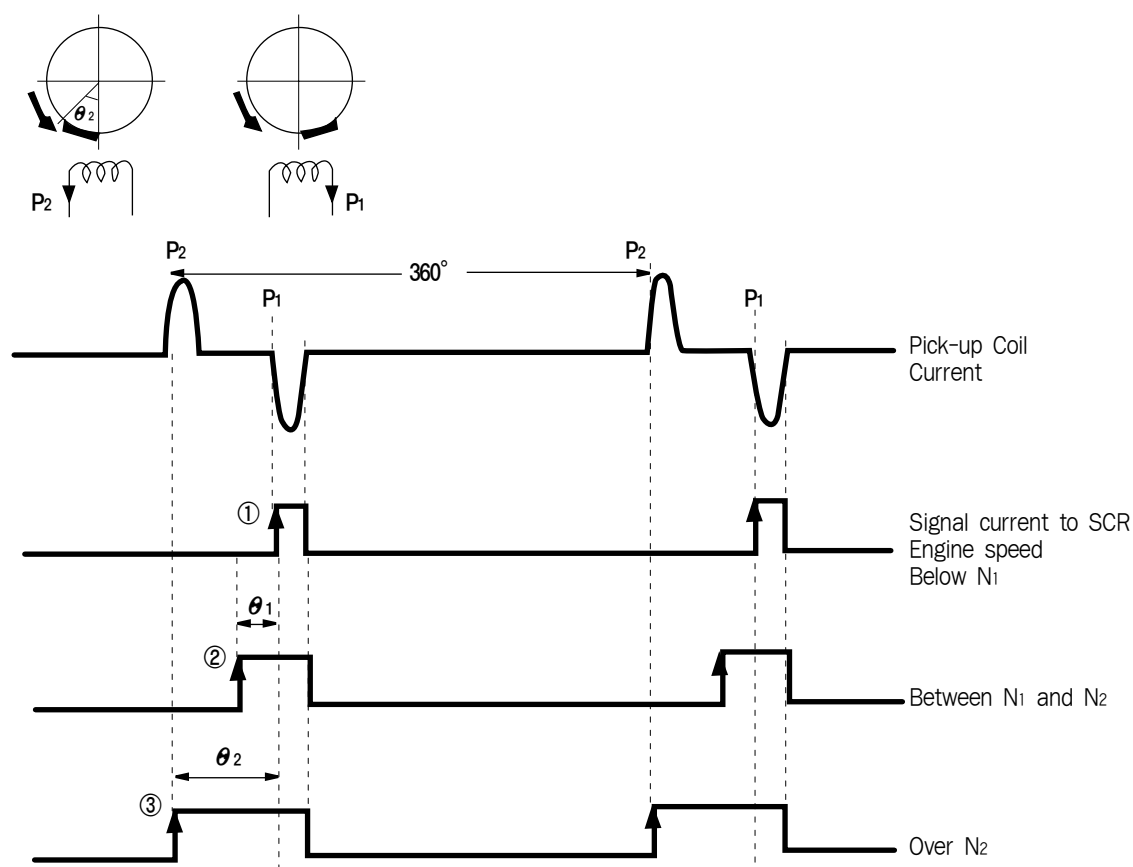 θ2
P2
P1
P2
P2
360°
P1
P1
Pick-up Coil
Current
①
Signal current to SCR
Engine speed
Below N1
θ1
②
Between N1 and N2
θ2
③
Over N2